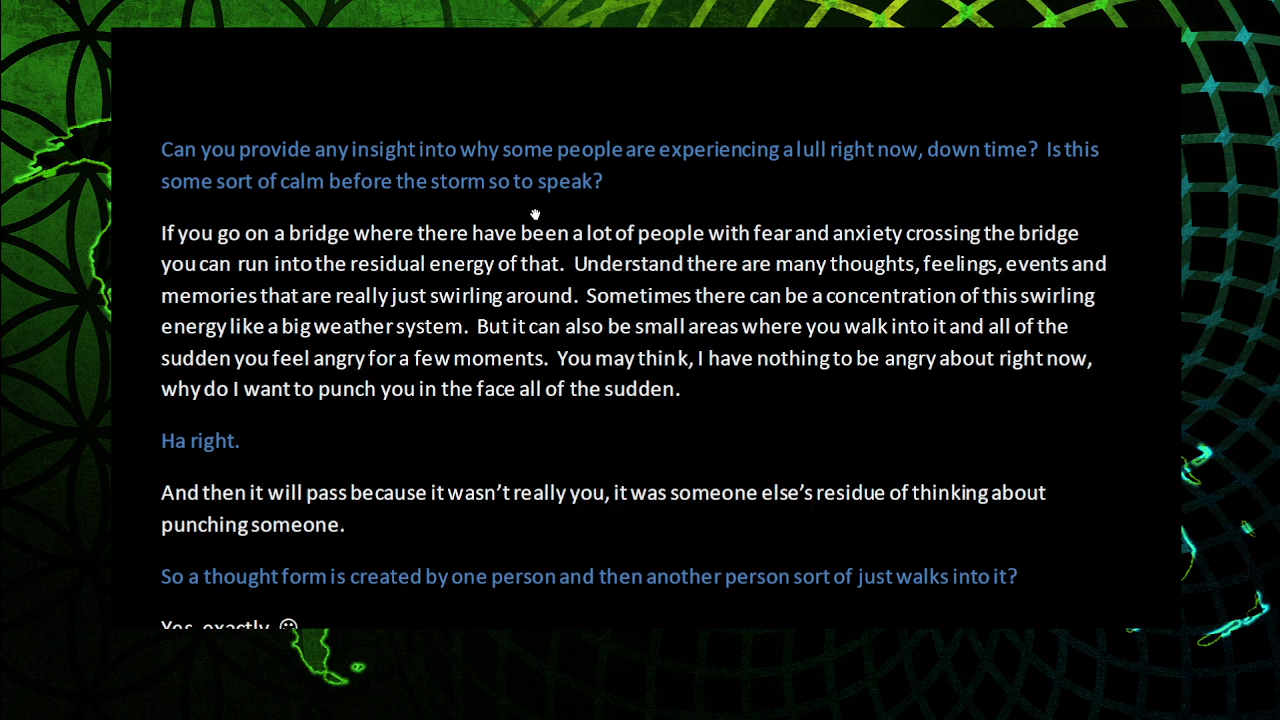 Can you provide any insight into why some people are experiencing a lull right now, down time?  Is this
some sort of calm before the storm so to speak?
If you go on a bridge where there have been a lot of people with fear and anxiety crossing the bridge
you can run into the residual energy of that.  Understand there are many thoughts, feelings, events and
memories that are really just swirling around.  Sometimes there can be a concentration of this swirling
energy like a big weather system.  But it can also be small areas where you walk into it and all of the
sudden you feel angry for a few moments.  You may think, I have nothing to be angry about right now,
why do I want to punch you in the face all of the sudden.
Ha right.
And then it will pass because it wasn’t really you, it was someone else’s residue of thinking about
punching someone.
So a thought form is created by one person and then another person sort of just walks into it?
Yes, exactly. ☺